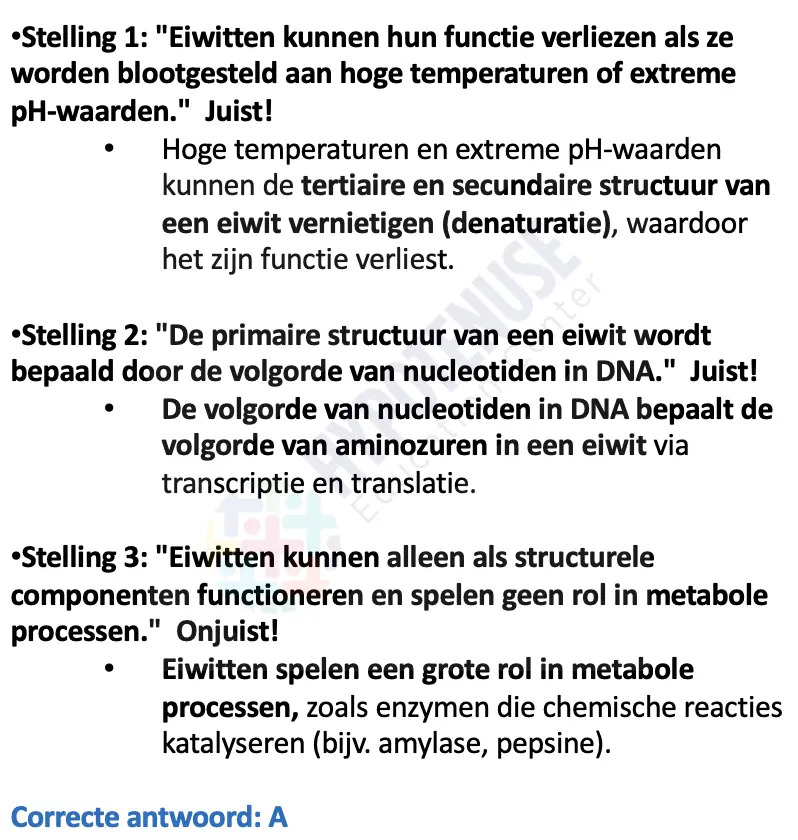 •Stelling 1: "Eiwitten kunnen hun functie verliezen als ze
worden blootgesteld aan hoge temperaturen of extreme
pH-waarden."  Juist!
• Hoge temperaturen en extreme pH-waarden
kunnen de tertiaire en secundaire structuur van
een eiwit vernietigen (denaturatie), waardoor
het zijn functie verliest.
•Stelling 2: "De primaire structuur van een eiwit wordt
bepaald door de volgorde van nucleotiden in DNA."  Juist!
• De volgorde van nucleotiden in DNA bepaalt de
volgorde van aminozuren in een eiwit via
transcriptie en translatie.
•Stelling 3: "Eiwitten kunnen alleen als structurele
componenten functioneren en spelen geen rol in metabole
processen."  Onjuist!
• Eiwitten spelen een grote rol in metabole
processen, zoals enzymen die chemische reacties
katalyseren (bijv. amylase, pepsine).
Correcte antwoord: A
HYPOTENUSE
Education Center